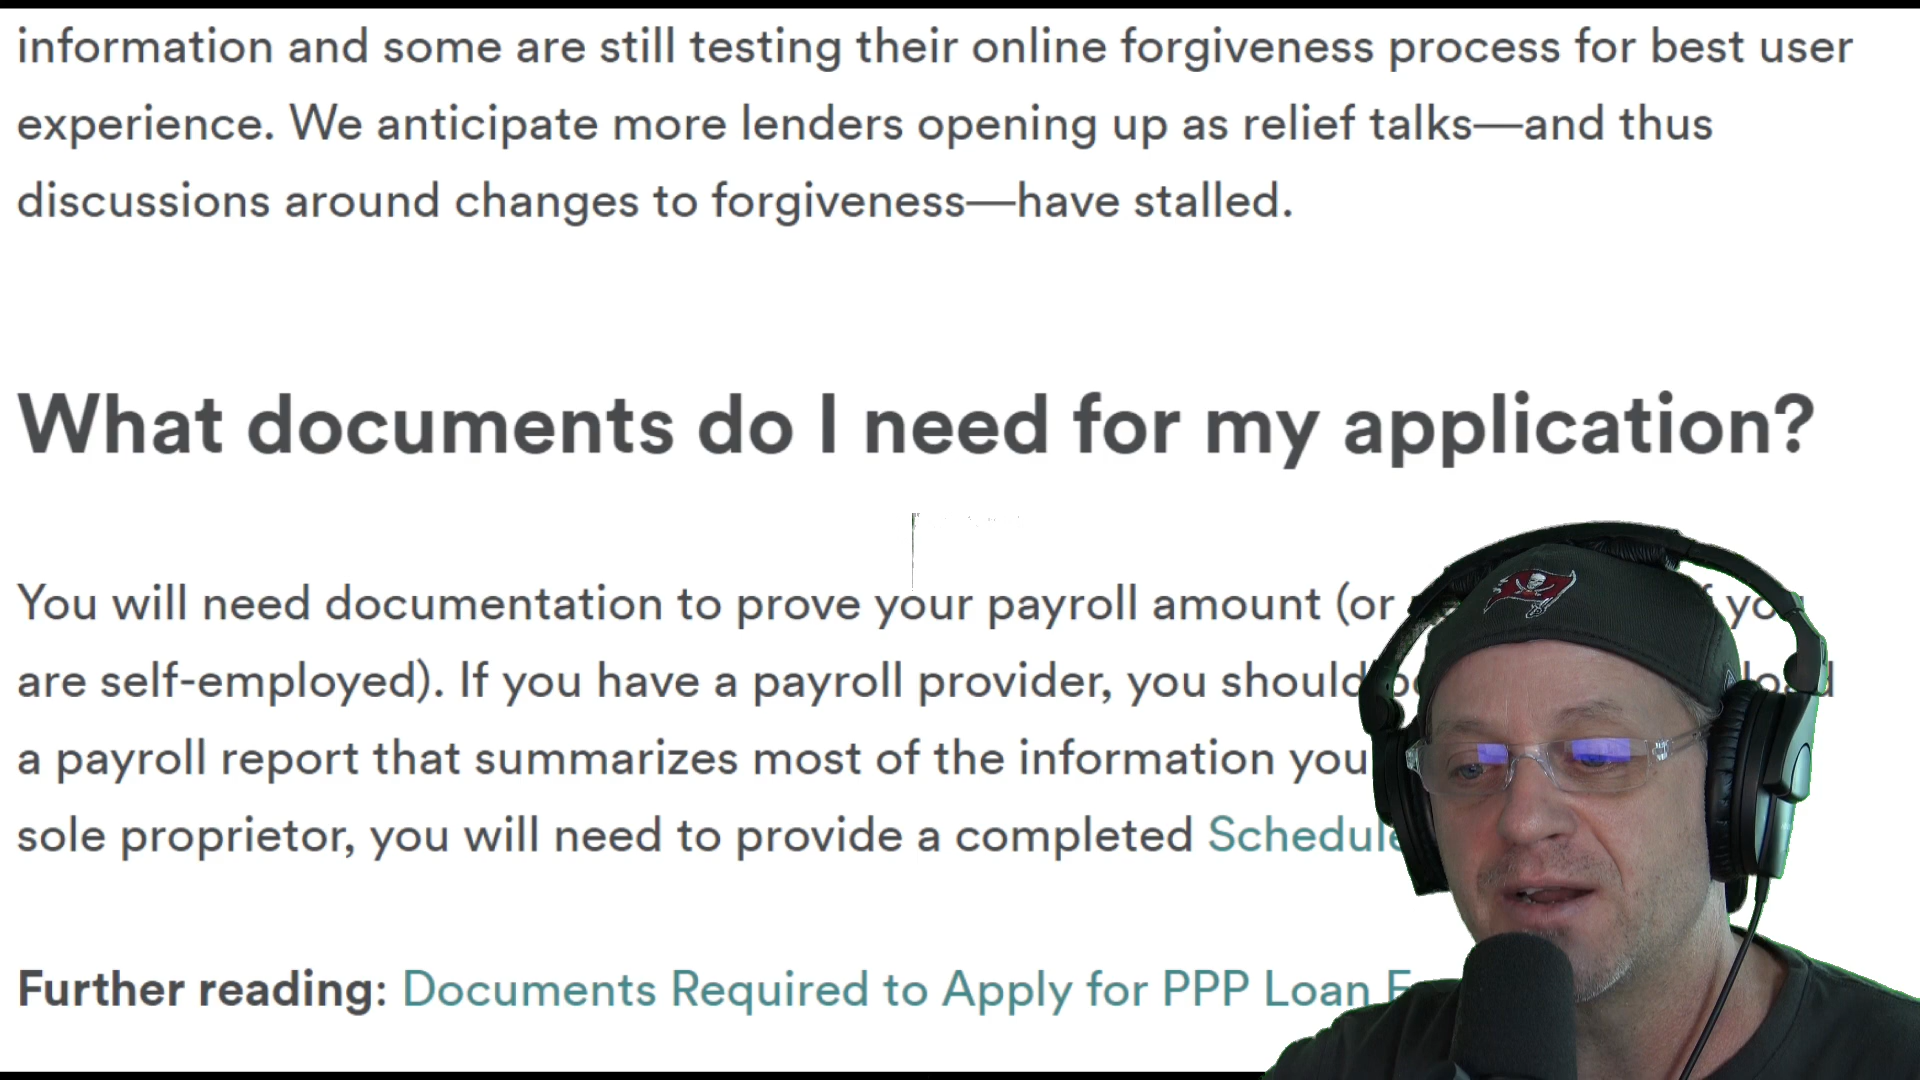 information and some are still testing their online forgiveness process for best user
experience. We anticipate more lenders opening up as relief talks—and thus
discussions around changes to forgiveness—have stalled.
What documents do I need for my application?
You will need documentation to prove your payroll amount (or
are self-employed). If you have a payroll provider, you should
a payroll report that summarizes most of the information you
sole proprietor, you will need to provide a completed Schedule
Further reading: Documents Required to Apply for PPP Loan